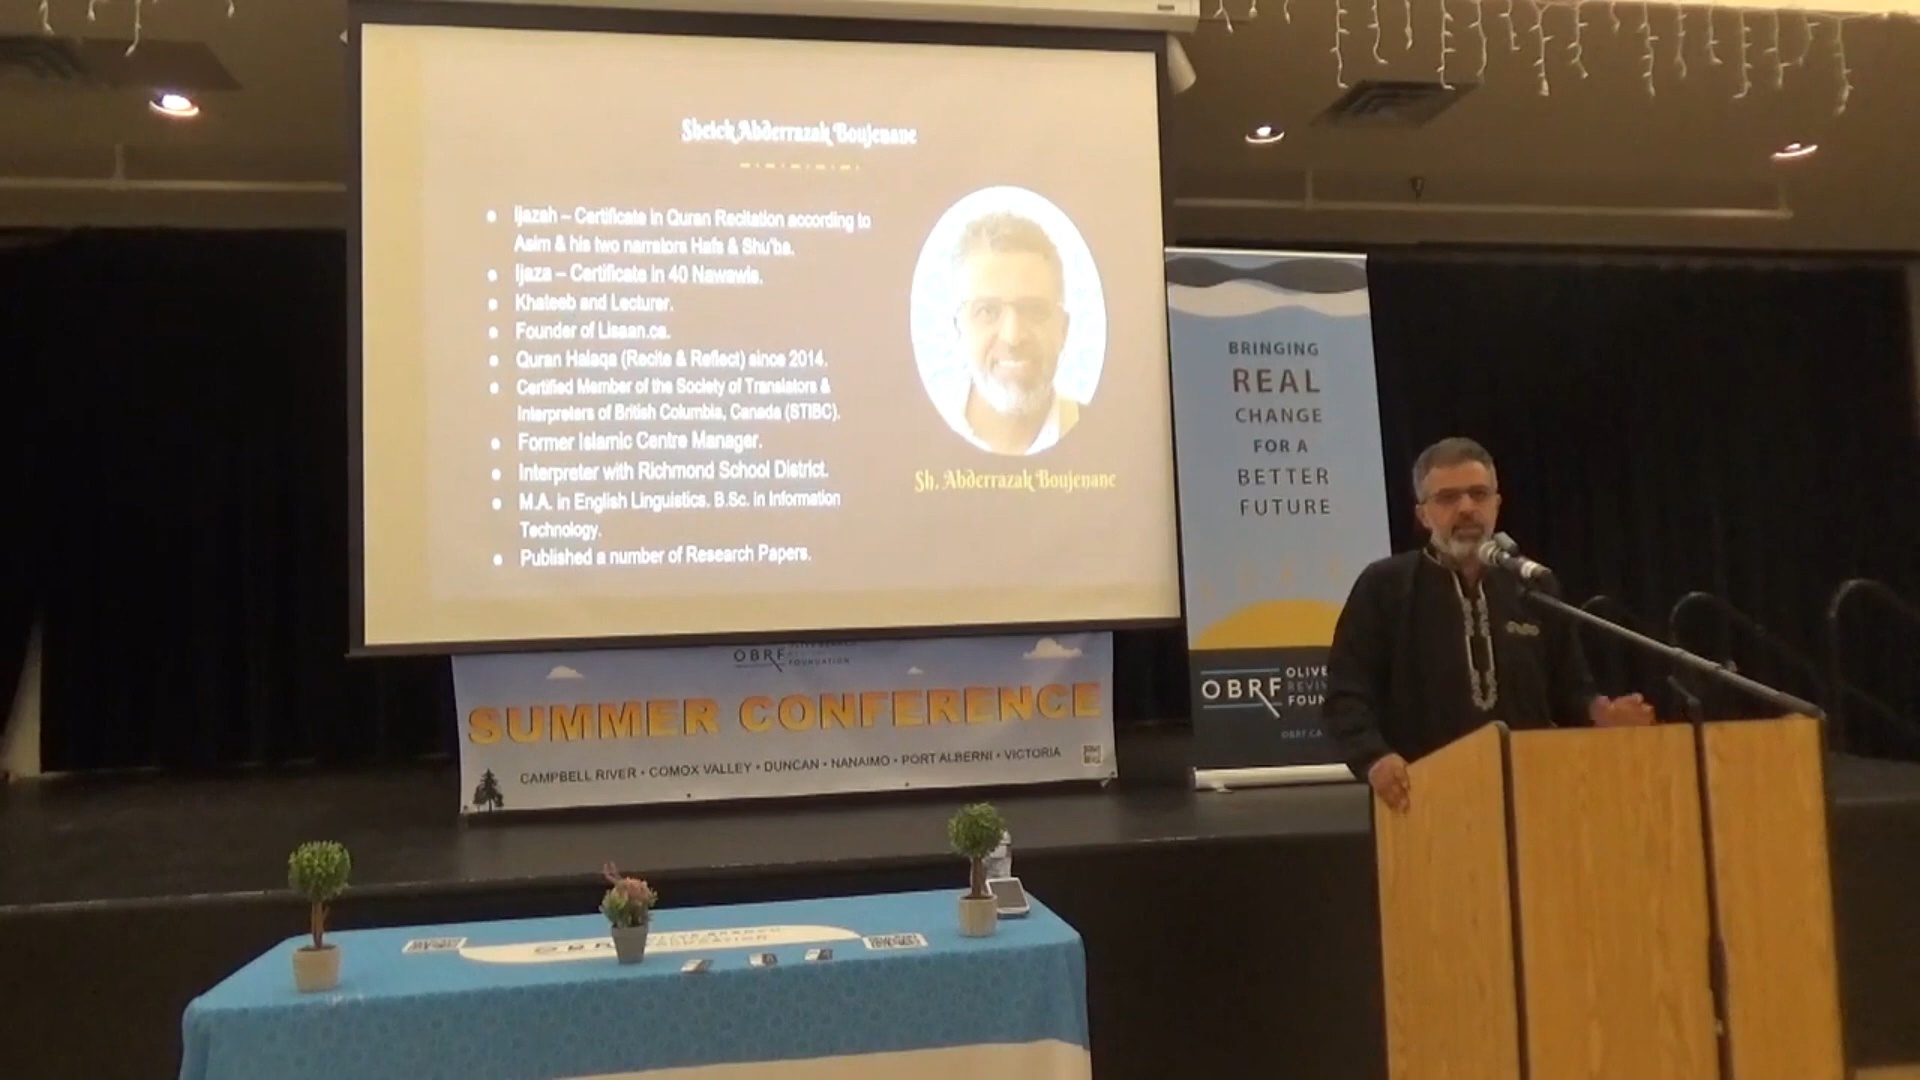 Sheick Abderrazak Boujenane
Ijazah – Certificate in Quran Recitation according to
Asim & his two narrators Hafs & Shu'ba.
Ijaza – Certificate in 40 Nawawis.
Khateeb and Lecturer.
Founder of Lisaan.ca.
Quran Halaqa (Recite & Reflect) since 2014.
Certified Member of the Society of Translators &
Interpreters of British Columbia, Canada (STIBC).
Former Islamic Centre Manager.
Interpreter with Richmond School District.
M.A. in English Linguistics. B.Sc. in Information
Technology.
Published a number of Research Papers.
Sh. Abderrazak Boujenane
BRINGING
REAL
CHANGE
FOR A
BETTER
FUTURE
OBRF
OLIVE
REVIV
FOUN
OBRF.CA
OBRF
FOUNDATION
SUMMER CONFERENCE
CAMPBELL RIVER • COMOX VALLEY • DUNCAN • NANAIMO • PORT ALBERNI • VICTORIA